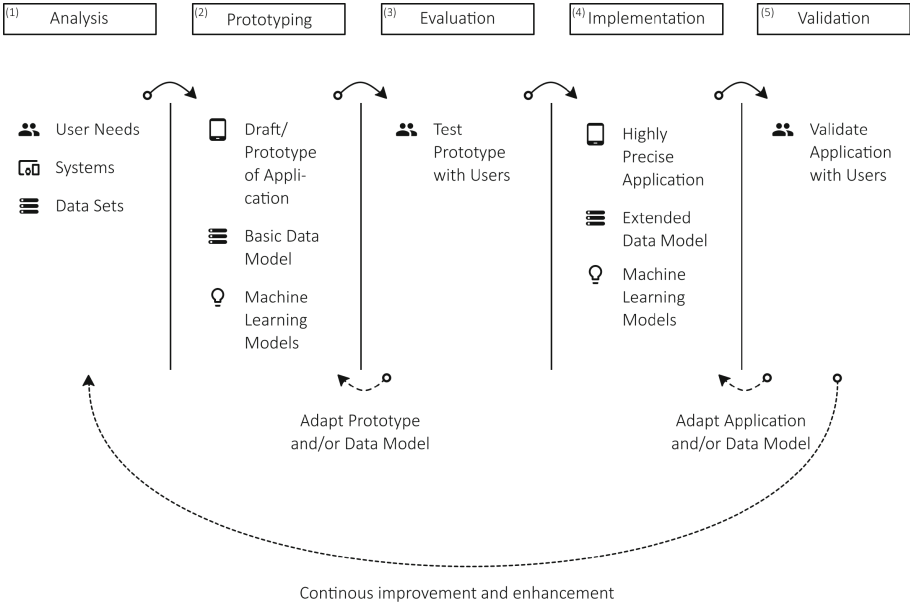 (1) Analysis
(2) Prototyping
(3) Evaluation
(4) Implementation
(5) Validation
User Needs
Systems
Data Sets
Draft/
Prototype
of Appli-
cation
Basic Data
Model
Machine
Learning
Models
Test
Prototype
with Users
Highly
Precise
Application
Extended
Data Model
Machine
Learning
Models
Validate
Application
with Users
Adapt Prototype
and/or Data Model
Adapt Application
and/or Data Model
Continous improvement and enhancement